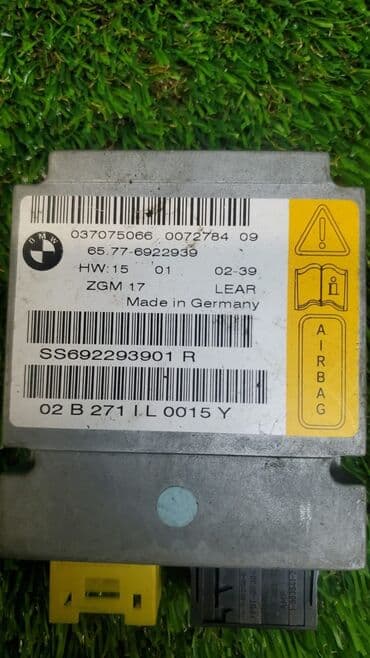 BMW
037075066 0072784 09
65.77-6922939
HW:15 01 02-39
ZGM 17 LEAR
Made in Germany
SS692293901 R
02 B 271 I L 0015 Y
i
AIRBAG